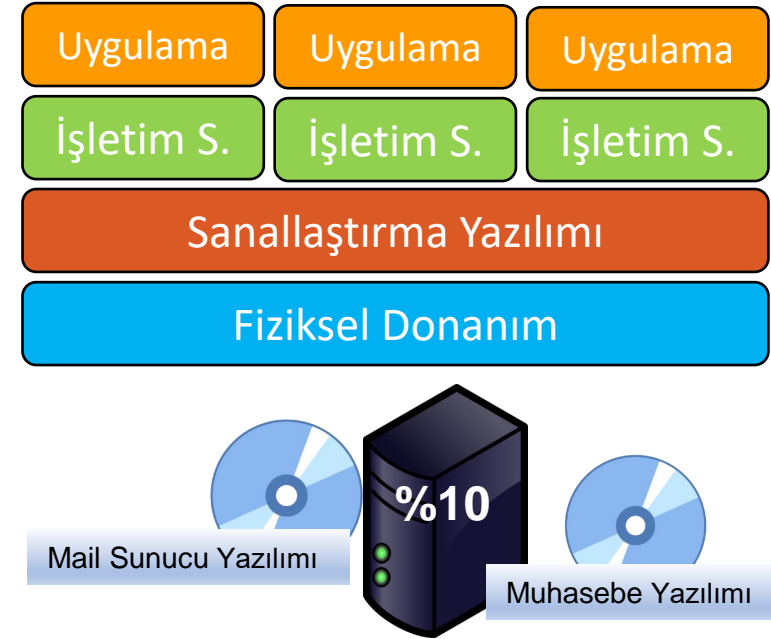 Uygulama
Uygulama
Uygulama
İşletim S.
İşletim S.
İşletim S.
Sanallaştırma Yazılımı
Fiziksel Donanım
%10
Mail Sunucu Yazılımı
Muhasebe Yazılımı